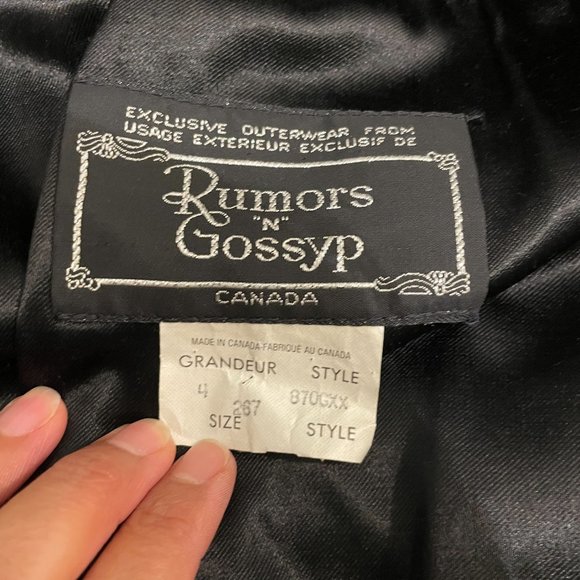 EXCLUSIVE OUTERWEAR FROM
USAGE EXTERIEUR EXCLUSIF DE
Rumors
"N"
Gossyp
CANADA
MADE IN CANADA-FABRIQUE AU CANADA
GRANDEUR STYLE
4 267 870GXX
SIZE STYLE